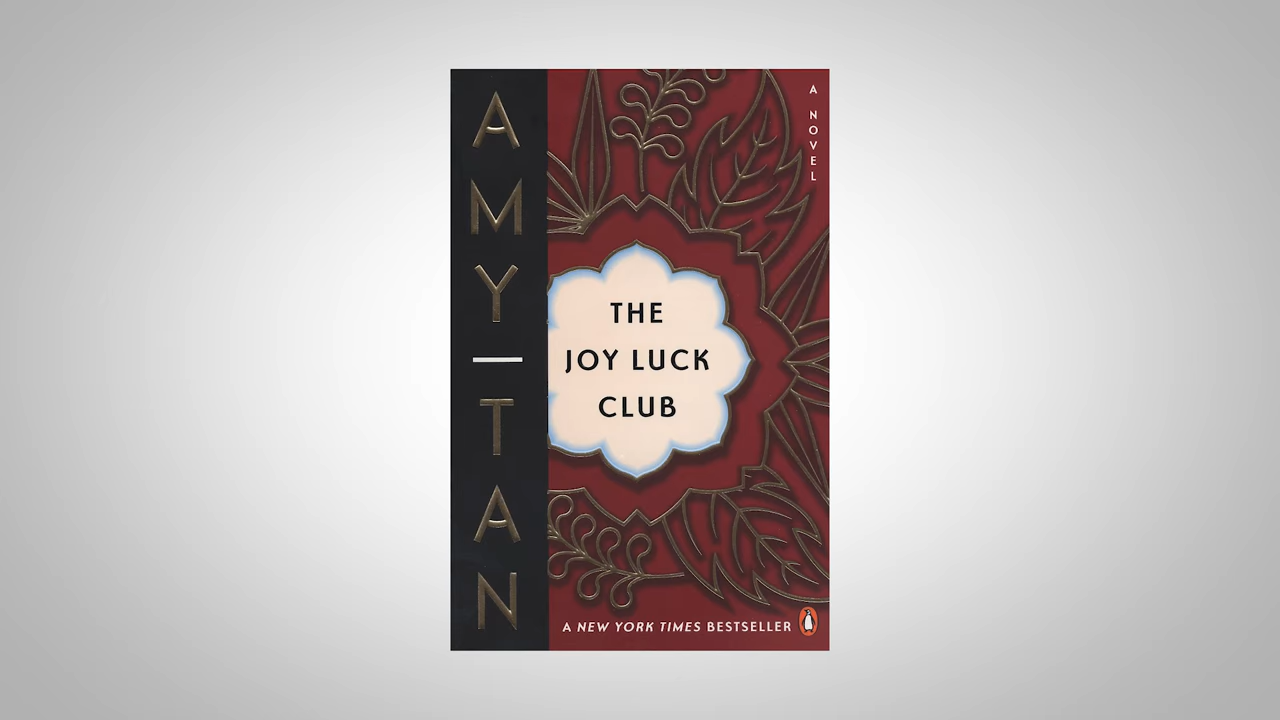 AMY—TAN
A NOVEL
THE
JOY LUCK
CLUB
A NEW YORK TIMES BESTSELLER